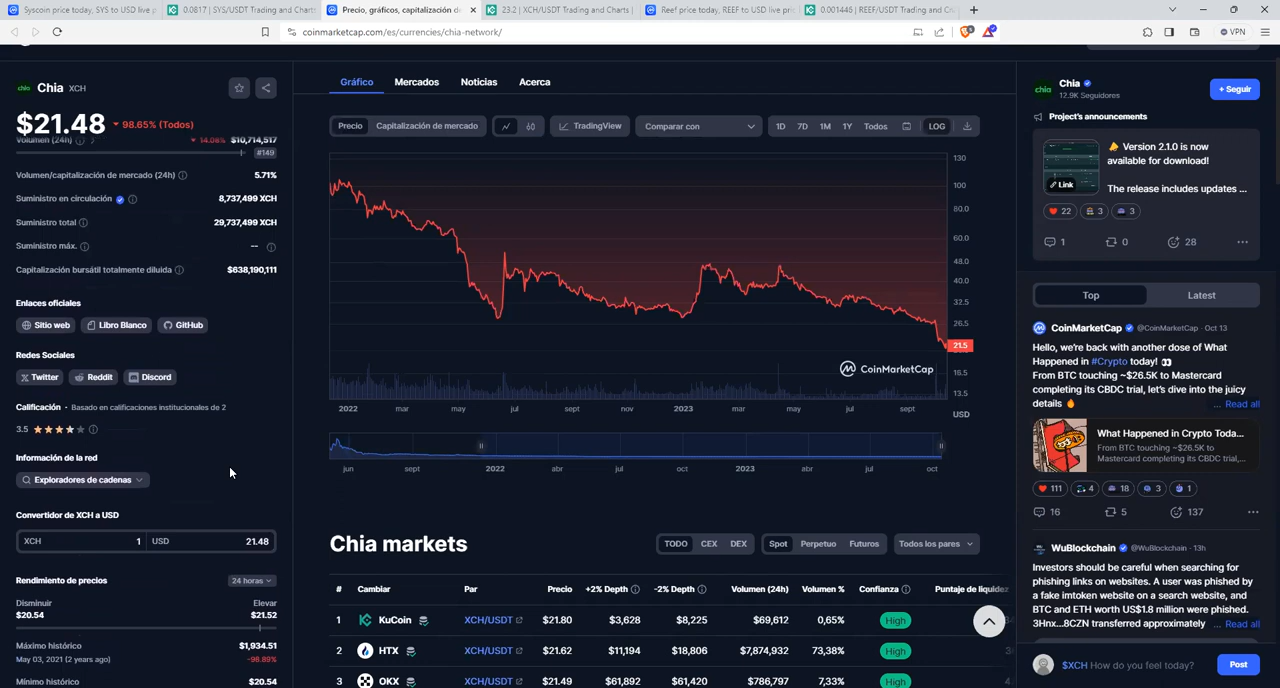 Syscoin price today, SYS to USD live p
0.0817 | SYS/USDT Trading and Charts
Precio, gráficos, capitalización de
23.2 | XCH/USDT Trading and Charts |
Reef price today, REEF to USD live pri
0.001446 | REEF/USDT Trading and Ch
coinmarketcap.com/es/currencies/chia-network/
VPN
Chia XCH
$21.48 98.65% (Todos)
Volumen (24h) 14.08% $10,714,517
#149
Volumen/capitalización de mercado (24h) 5.71%
Suministro en circulación 8,737,499 XCH
Suministro total 29,737,499 XCH
Suministro máx. --
Capitalización bursátil totalmente diluida $638,190,111
Enlaces oficiales
Sitio web Libro Blanco GitHub
Redes Sociales
Twitter Reddit Discord
Calificación · Basado en calificaciones institucionales de 2
3.5
Información de la red
Exploradores de cadenas
Convertidor de XCH a USD
XCH 1 USD 21.48
Rendimiento de precios 24 horas
Disminuir Elevar
$20.54 $21.52
Máximo histórico $1,934.51
May 03, 2021 (2 years ago) -98.89%
Mínimo histórico $20.54
Gráfico Mercados Noticias Acerca
Precio Capitalización de mercado TradingView Comparar con 1D 7D 1M 1Y Todos LOG
130
100
80.0
60.0
48.0
40.0
32.5
26.5
21.5
16.5
13.5
USD
CoinMarketCap
2022 mar may jul sept nov 2023 mar may jul sept
jun sept 2022 abr jul oct 2023 abr jul oct
Chia markets
TODO CEX DEX Spot Perpetuo Futuros Todos los pares
# Cambiar Par Precio +2% Depth -2% Depth Volumen (24h) Volumen % Confianza Puntaje de liquidez
1 KuCoin XCH/USDT $21.80 $3,628 $8,225 $69,612 0,65% High
2 HTX XCH/USDT $21.62 $11,194 $18,806 $7,874,932 73,38% High
3 OKX XCH/USDT $21.49 $61,892 $61,420 $786,797 7,33% High
Chia
12.9K Seguidores
+ Seguir
Project's announcements
Version 2.1.0 is now
available for download!
The release includes updates ...
Link
22 3 3
1 0 28
Top Latest
CoinMarketCap @CoinMarketCap · Oct 13
Hello, we're back with another dose of What
Happened in #Crypto today!
From BTC touching ~$26.5K to Mastercard
completing its CBDC trial, let's dive into the juicy
details ... Read all
What Happened in Crypto Toda...
From BTC touching ~$26.5K to
Mastercard completing its CBDC trial,
111 4 18 3 1
16 5 137
WuBlockchain @WuBlockchain · 13h
Investors should be careful when searching for
phishing links on websites. A user was phished by
a fake imtoken website on a search website, and
BTC and ETH worth US$1.8 million were phished.
3Hnx...8CZN transferred approximately ... Read all
$XCH How do you feel today?
Post